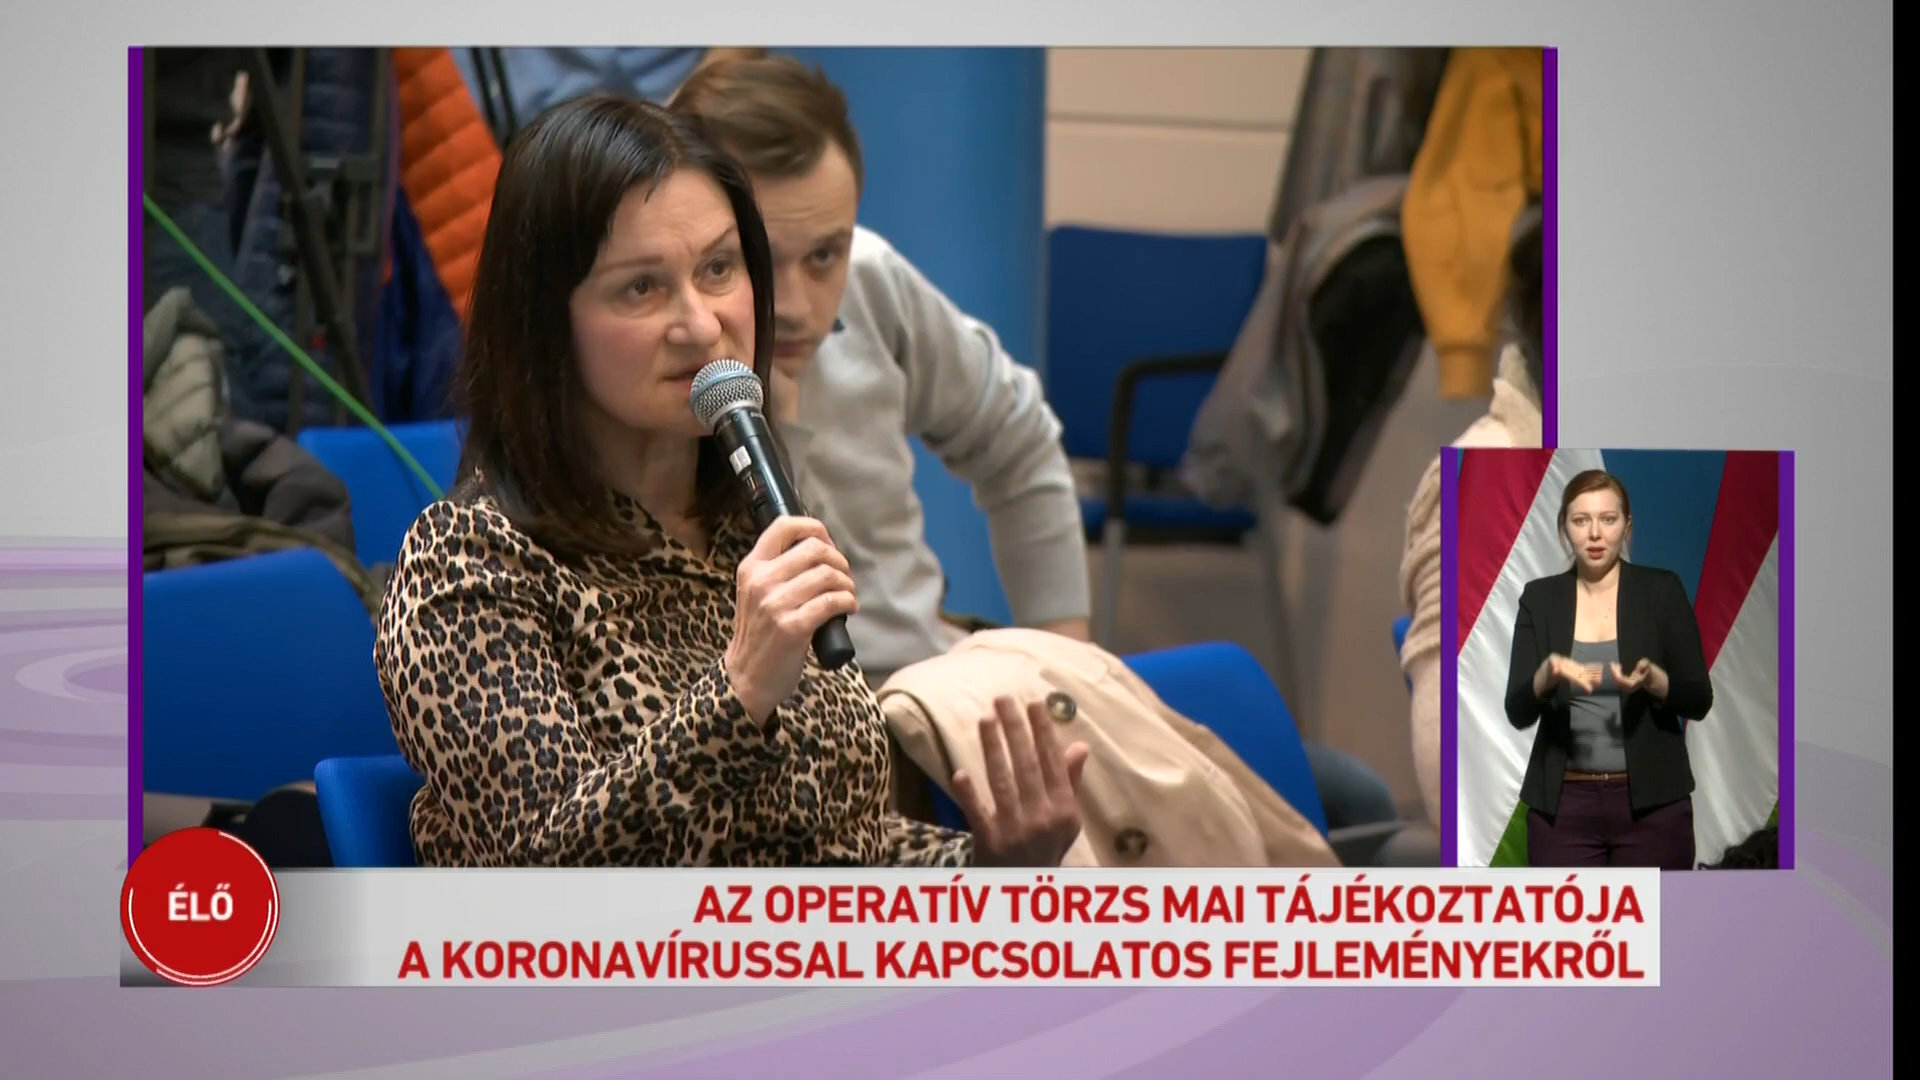 ÉLŐ
AZ OPERATÍV TÖRZS MAI TÁJÉKOZTATÓJA
A KORONAVÍRUSSAL KAPCSOLATOS FEJLEMÉNYEKRŐL